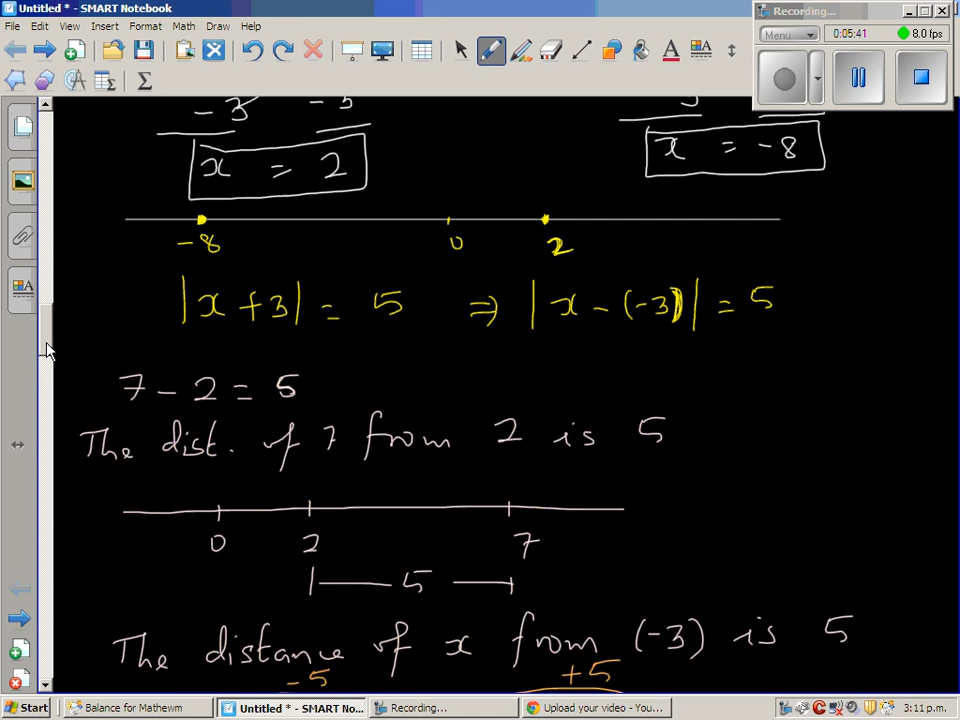 Untitled * - SMART Notebook
Recording...
File Edit View Insert Format Tools Math Draw Help
Menu 0:05:41 8.0 fps
- 3 - 3
x = 2
x = -8
-8 0 2
|x + 3| = 5 ⇒ |x - (-3)| = 5
7 - 2 = 5
The dist. of 7 from 2 is 5
0 2 7
5
The distance of x from (-3) is 5
-5 +5
Start Balance for Mathewm Untitled * - SMART No... Recording... Upload your video - You... 3:11 p.m.